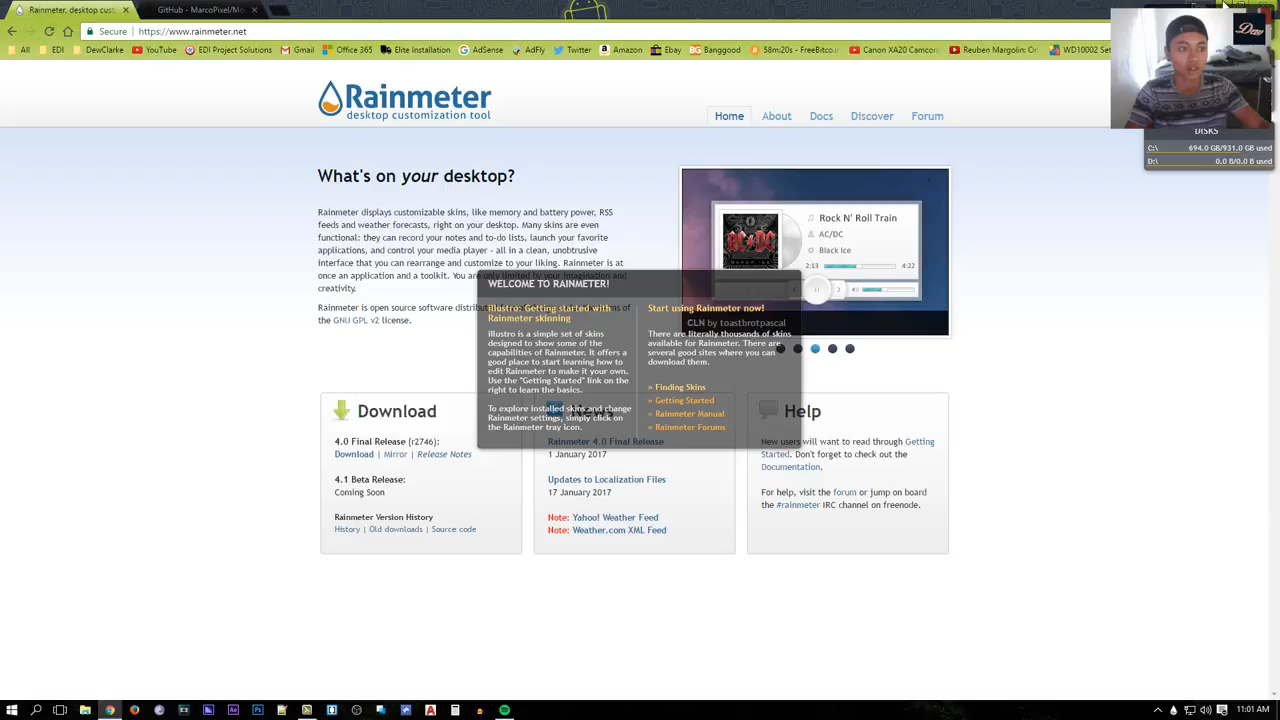 Rainmeter, desktop cust
GitHub - MarcoPixel/Mo
Secure
https://www.rainmeter.net
All
EDI
DewClarke
YouTube
EDI Project Solutions
Gmail
Office 365
Elite Installation
AdSense
AdFly
Twitter
Amazon
Ebay
Banggood
58m:20s - FreeBitco
Canon XA20 Camcor
Reuben Margolin: Or
WD10002 Set
Dew
Rainmeter
desktop customization tool
Home
About
Docs
Discover
Forum
DISKS
C:\ 694.0 GB/931.0 GB used
D:\ 0.0 B/0.0 B used
What's on your desktop?
Rainmeter displays customizable skins, like memory and battery power, RSS
feeds and weather forecasts, right on your desktop. Many skins are even
functional: they can record your notes and to-do lists, launch your favorite
applications, and control your media player - all in a clean, unobtrusive
interface that you can rearrange and customize to your liking. Rainmeter is at
once an application and a toolkit. You are only limited by your imagination and
creativity.
Rainmeter is open source software distributed under the terms of
the GNU GPL v2 license.
Rock N' Roll Train
AC/DC
Black Ice
2:13
4:22
CLN by toastbrotpascal
WELCOME TO RAINMETER!
illustro: Getting started with
Rainmeter skinning
illustro is a simple set of skins
designed to show some of the
capabilities of Rainmeter. It offers a
good place to start learning how to
edit Rainmeter to make it your own.
Use the "Getting Started" link on the
right to learn the basics.
To explore installed skins and change
Rainmeter settings, simply click on
the Rainmeter tray icon.
Start using Rainmeter now!
There are literally thousands of skins
available for Rainmeter. There are
several good sites where you can
download them.
» Finding Skins
» Getting Started
» Rainmeter Manual
» Rainmeter Forums
Download
4.0 Final Release (r2746):
Download | Mirror | Release Notes
4.1 Beta Release:
Coming Soon
Rainmeter Version History
History | Old downloads | Source code
News
Rainmeter 4.0 Final Release
1 January 2017
Updates to Localization Files
17 January 2017
Note: Yahoo! Weather Feed
Note: Weather.com XML Feed
Help
New users will want to read through Getting
Started. Don't forget to check out the
Documentation.
For help, visit the forum or jump on board
the #rainmeter IRC channel on freenode.
11:01 AM